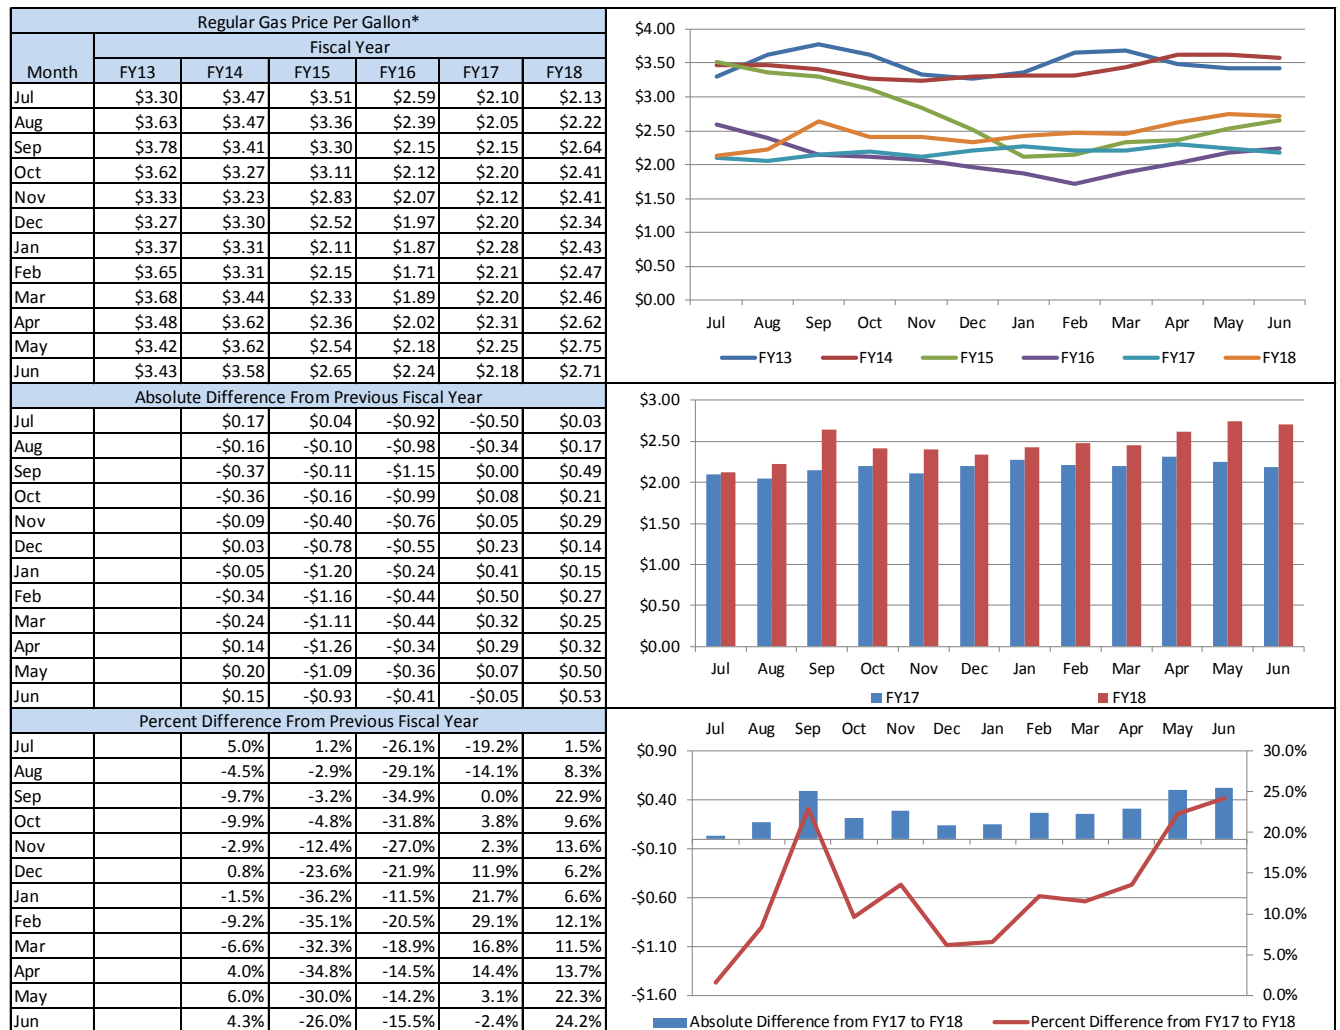 Regular Gas Price Per Gallon*
Fiscal Year
Month FY13 FY14 FY15 FY16 FY17 FY18
Jul $3.30 $3.47 $3.51 $2.59 $2.10 $2.13
Aug $3.63 $3.47 $3.36 $2.39 $2.05 $2.22
Sep $3.78 $3.41 $3.30 $2.15 $2.15 $2.64
Oct $3.62 $3.27 $3.11 $2.12 $2.20 $2.41
Nov $3.33 $3.23 $2.83 $2.07 $2.12 $2.41
Dec $3.27 $3.30 $2.52 $1.97 $2.20 $2.34
Jan $3.37 $3.31 $2.11 $1.87 $2.28 $2.43
Feb $3.65 $3.31 $2.15 $1.71 $2.21 $2.47
Mar $3.68 $3.44 $2.33 $1.89 $2.20 $2.46
Apr $3.48 $3.62 $2.36 $2.02 $2.31 $2.62
May $3.42 $3.62 $2.54 $2.18 $2.25 $2.75
Jun $3.43 $3.58 $2.65 $2.24 $2.18 $2.71
Absolute Difference From Previous Fiscal Year
Jul $0.17 $0.04 -$0.92 -$0.50 $0.03
Aug -$0.16 -$0.10 -$0.98 -$0.34 $0.17
Sep -$0.37 -$0.11 -$1.15 $0.00 $0.49
Oct -$0.36 -$0.16 -$0.99 $0.08 $0.21
Nov -$0.09 -$0.40 -$0.76 $0.05 $0.29
Dec $0.03 -$0.78 -$0.55 $0.23 $0.14
Jan -$0.05 -$1.20 -$0.24 $0.41 $0.15
Feb -$0.34 -$1.16 -$0.44 $0.50 $0.27
Mar -$0.24 -$1.11 -$0.44 $0.32 $0.25
Apr $0.14 -$1.26 -$0.34 $0.29 $0.32
May $0.20 -$1.09 -$0.36 $0.07 $0.50
Jun $0.15 -$0.93 -$0.41 -$0.05 $0.53
Percent Difference From Previous Fiscal Year
Jul 5.0% 1.2% -26.1% -19.2% 1.5%
Aug -4.5% -2.9% -29.1% -14.1% 8.3%
Sep -9.7% -3.2% -34.9% 0.0% 22.9%
Oct -9.9% -4.8% -31.8% 3.8% 9.6%
Nov -2.9% -12.4% -27.0% 2.3% 13.6%
Dec 0.8% -23.6% -21.9% 11.9% 6.2%
Jan -1.5% -36.2% -11.5% 21.7% 6.6%
Feb -9.2% -35.1% -20.5% 29.1% 12.1%
Mar -6.6% -32.3% -18.9% 16.8% 11.5%
Apr 4.0% -34.8% -14.5% 14.4% 13.7%
May 6.0% -30.0% -14.2% 3.1% 22.3%
Jun 4.3% -26.0% -15.5% -2.4% 24.2%
$4.00
$3.50
$3.00
$2.50
$2.00
$1.50
$1.00
$0.50
$0.00
Jul Aug Sep Oct Nov Dec Jan Feb Mar Apr May Jun
FY13 FY14 FY15 FY16 FY17 FY18
$3.00
$2.50
$2.00
$1.50
$1.00
$0.50
$0.00
Jul Aug Sep Oct Nov Dec Jan Feb Mar Apr May Jun
FY17 FY18
Jul Aug Sep Oct Nov Dec Jan Feb Mar Apr May Jun
$0.90 30.0%
$0.40 25.0%
20.0%
-$0.10
15.0%
-$0.60
10.0%
-$1.10
5.0%
-$1.60 0.0%
Absolute Difference from FY17 to FY18 Percent Difference from FY17 to FY18